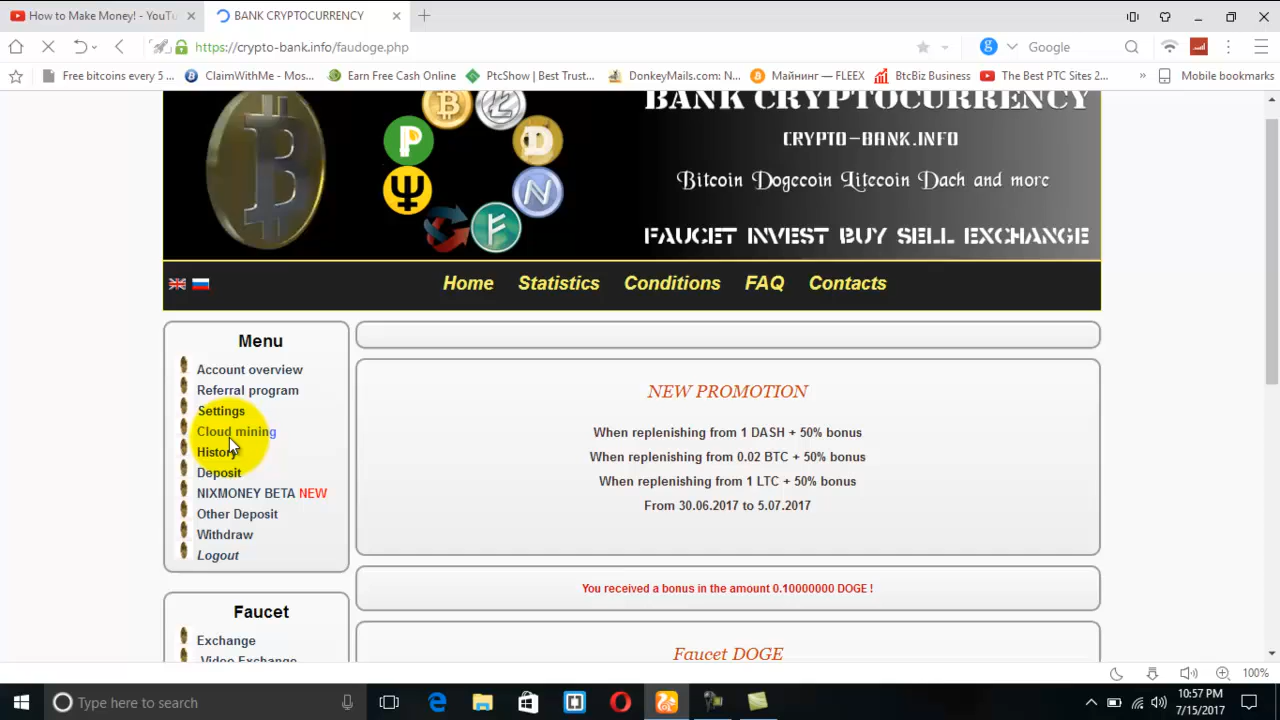 How to Make Money! - YouTu
BANK CRYPTOCURRENCY
https://crypto-bank.info/faudoge.php
Google
Free bitcoins every 5 ...
ClaimWithMe - Mos...
Earn Free Cash Online
PtcShow | Best Trust...
DonkeyMails.com: N...
Майнинг — FLEEX
BtcBiz Business
The Best PTC Sites 2...
Mobile bookmarks
BANK CRYPTOCURRENCY
CRYPTO-BANK.INFO
Bitcoin Dogecoin Litecoin Dach and more
FAUCET INVEST BUY SELL EXCHANGE
Home
Statistics
Conditions
FAQ
Contacts
Menu
Account overview
Referral program
Settings
Cloud mining
History
Deposit
NIXMONEY BETA NEW
Other Deposit
Withdraw
Logout
Faucet
Exchange
Video Exchange
NEW PROMOTION
When replenishing from 1 DASH + 50% bonus
When replenishing from 0.02 BTC + 50% bonus
When replenishing from 1 LTC + 50% bonus
From 30.06.2017 to 5.07.2017
You received a bonus in the amount 0.10000000 DOGE !
Faucet DOGE
100%
Type here to search
10:57 PM
7/15/2017